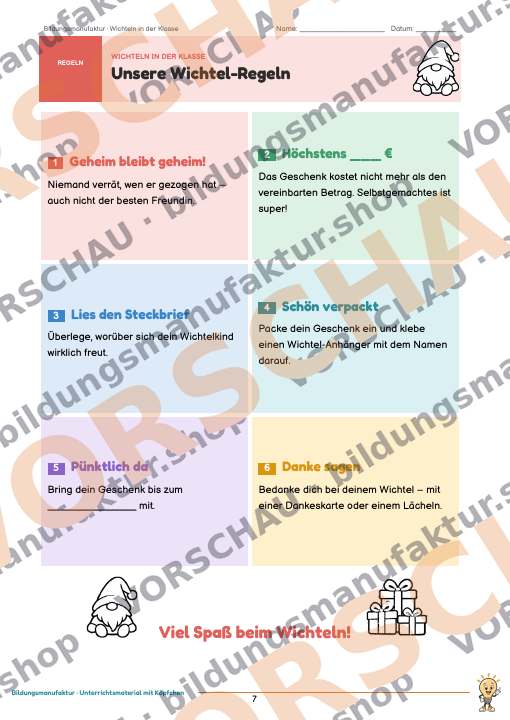 Bildungsmanufaktur · Wichteln in der Klasse
Name: ____________________ Datum: __________
REGELN
WICHTELN IN DER KLASSE
Unsere Wichtel-Regeln
1 Geheim bleibt geheim!
Niemand verrät, wen er gezogen hat –
auch nicht der besten Freundin.
2 Höchstens ____ €
Das Geschenk kostet nicht mehr als den
vereinbarten Betrag. Selbstgemachtes ist
super!
3 Lies den Steckbrief
Überlege, worüber sich dein Wichtelkind
wirklich freut.
4 Schön verpackt
Packe dein Geschenk ein und klebe
einen Wichtel-Anhänger mit dem Namen
darauf.
5 Pünktlich da
Bring dein Geschenk bis zum
________________ mit.
6 Danke sagen
Bedanke dich bei deinem Wichtel – mit
einer Dankeskarte oder einem Lächeln.
Viel Spaß beim Wichteln!
Bildungsmanufaktur · Unterrichtsmaterial mit Köpfchen
7
VORSCHAU · bildungsmanufaktur.shop
VORSCHAU